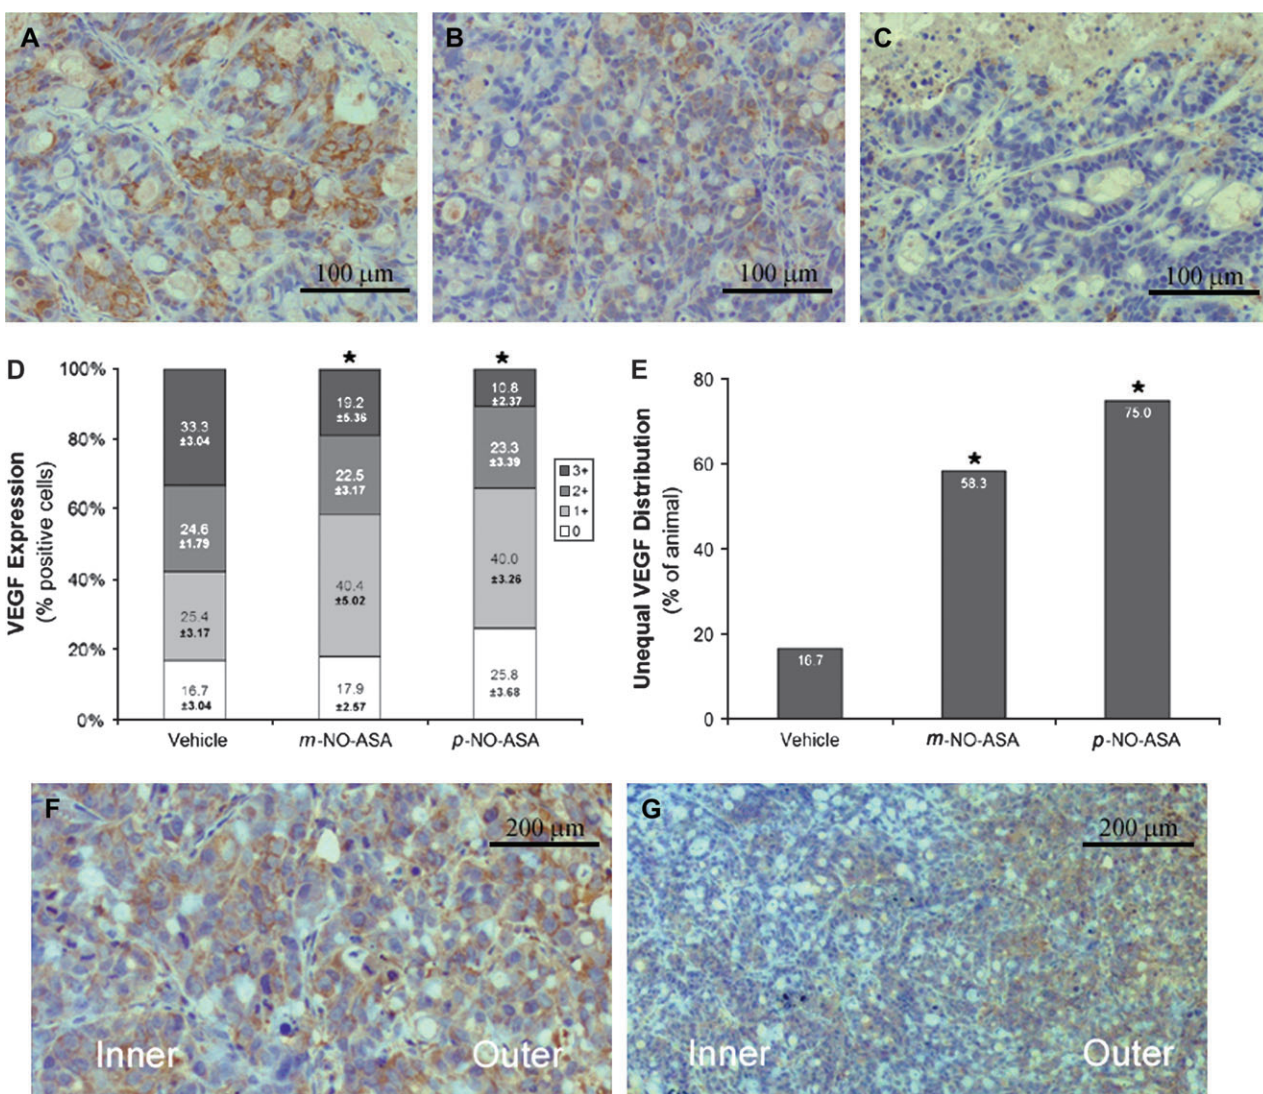 A
B
C
100 µm
100 µm
100 µm
D
VEGF Expression
(% positive cells)
100%
80%
60%
40%
20%
0%
*
*
33.3
±3.04
24.6
±1.79
25.4
±3.17
16.7
±3.04
19.2
±5.36
22.5
±3.17
40.4
±5.02
17.9
±2.57
10.8
±2.37
23.3
±3.39
40.0
±3.26
25.8
±3.68
3+
2+
1+
0
Vehicle
m-NO-ASA
p-NO-ASA
E
Unequal VEGF Distribution
(% of animal)
80
60
40
20
0
*
*
16.7
58.3
75.0
Vehicle
m-NO-ASA
p-NO-ASA
F
200 µm
Inner
Outer
G
200 µm
Inner
Outer